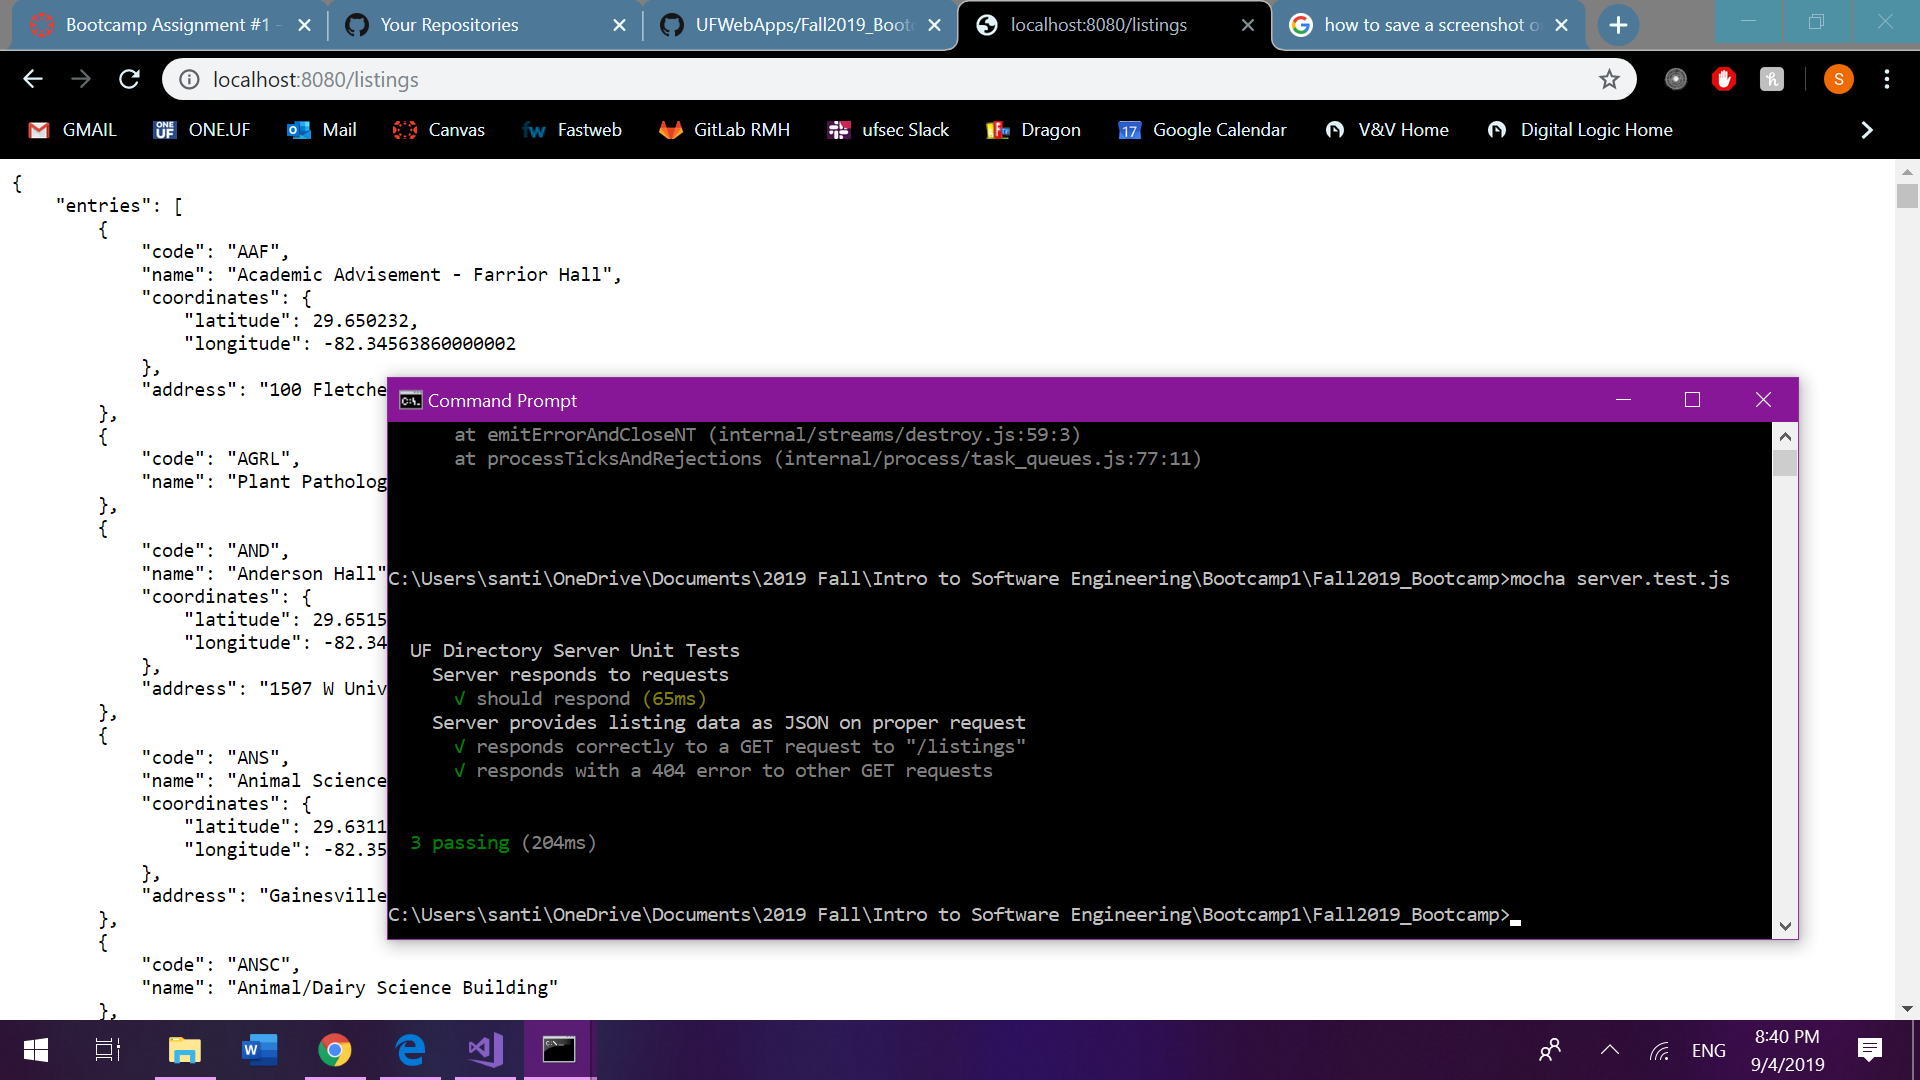 Bootcamp Assignment #1 -
Your Repositories
UFWebApps/Fall2019_Boot
localhost:8080/listings
how to save a screenshot o
localhost:8080/listings
S
GMAIL
ONE.UF
Mail
Canvas
Fastweb
GitLab RMH
ufsec Slack
Dragon
17 Google Calendar
V&V Home
Digital Logic Home
{
"entries": [
{
"code": "AAF",
"name": "Academic Advisement - Farrior Hall",
"coordinates": {
"latitude": 29.650232,
"longitude": -82.34563860000002
},
"address": "100 Fletche
},
{
"code": "AGRL",
"name": "Plant Patholog
},
{
"code": "AND",
"name": "Anderson Hall"
"coordinates": {
"latitude": 29.6515
"longitude": -82.34
},
"address": "1507 W Univ
},
{
"code": "ANS",
"name": "Animal Science
"coordinates": {
"latitude": 29.6311
"longitude": -82.35
},
"address": "Gainesville
},
{
"code": "ANSC",
"name": "Animal/Dairy Science Building"
},
Command Prompt
at emitErrorAndCloseNT (internal/streams/destroy.js:59:3)
at processTicksAndRejections (internal/process/task_queues.js:77:11)
C:\Users\santi\OneDrive\Documents\2019 Fall\Intro to Software Engineering\Bootcamp1\Fall2019_Bootcamp>mocha server.test.js
UF Directory Server Unit Tests
Server responds to requests
√ should respond (65ms)
Server provides listing data as JSON on proper request
√ responds correctly to a GET request to "/listings"
√ responds with a 404 error to other GET requests
3 passing (204ms)
C:\Users\santi\OneDrive\Documents\2019 Fall\Intro to Software Engineering\Bootcamp1\Fall2019_Bootcamp>
ENG
8:40 PM
9/4/2019